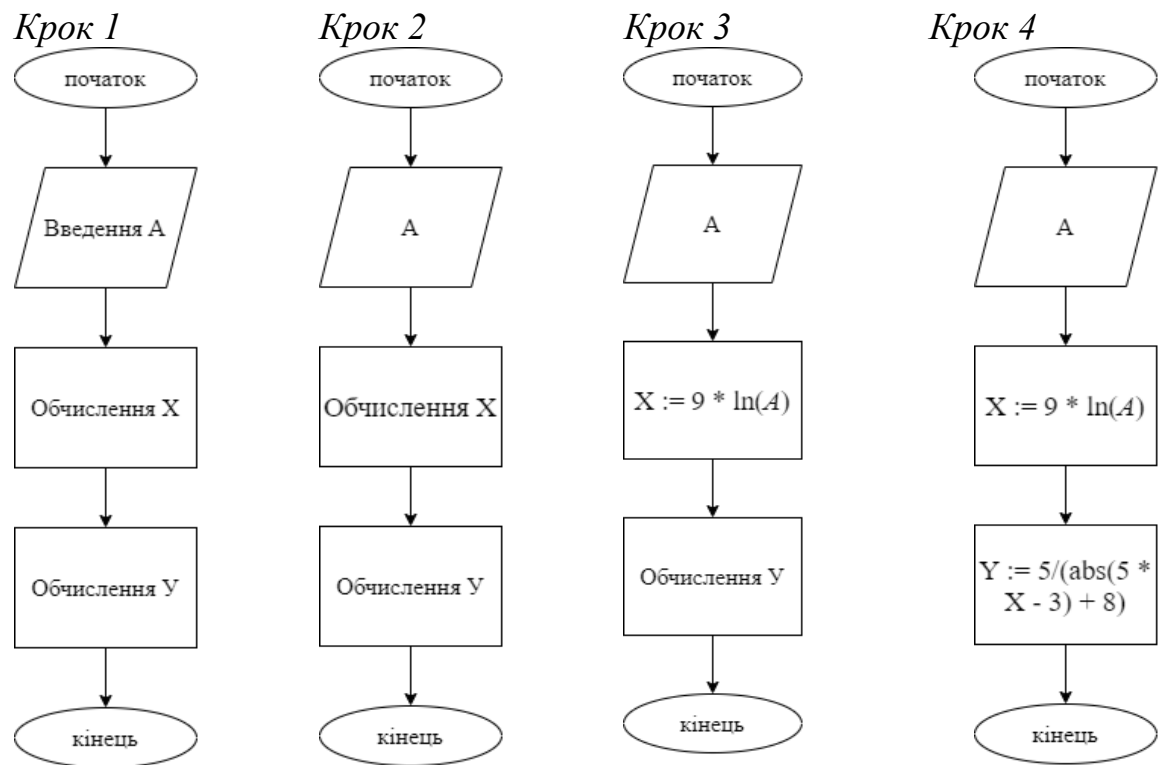 Крок 1
початок
Введення А
Обчислення Х
Обчислення У
кінець
Крок 2
початок
А
Обчислення Х
Обчислення У
кінець
Крок 3
початок
А
X := 9 * ln(A)
Обчислення У
кінець
Крок 4
початок
А
X := 9 * ln(A)
Y := 5/(abs(5 *
X - 3) + 8)
кінець